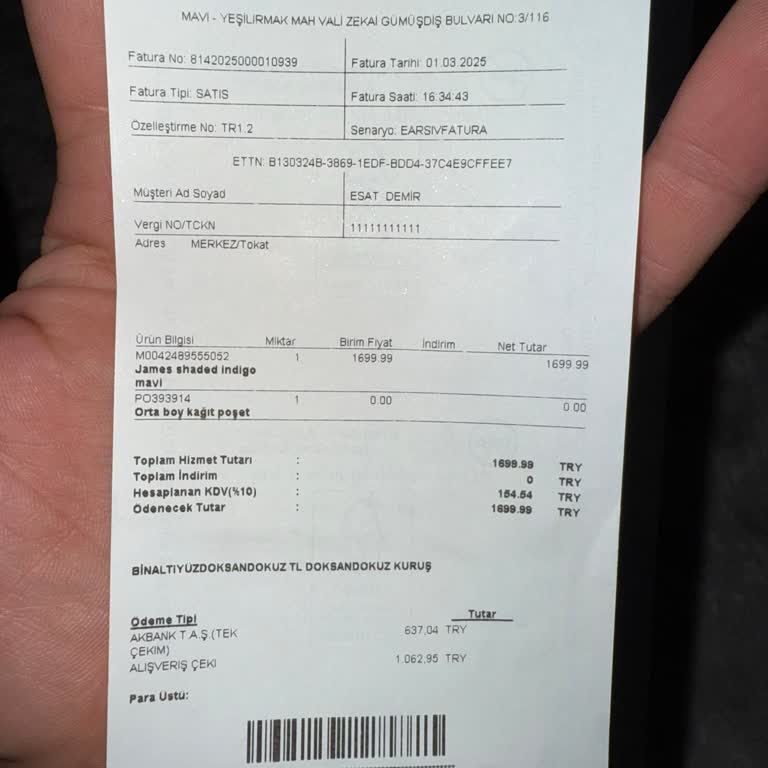 MAVI - YEŞİLIRMAK MAH VALİ ZEKAİ GÜMÜŞDİŞ BULVARI NO:3/116
Fatura No: 8142025000010939 Fatura Tarihi: 01.03.2025
Fatura Tipi: SATIS Fatura Saati: 16:34:43
Özelleştirme No: TR1.2 Senaryo: EARSIVFATURA
ETTN: B130324B-3869-1EDF-BDD4-37C4E9CFFEE7
Müşteri Ad Soyad ESAT DEMİR
Vergi NO/TCKN 11111111111
Adres MERKEZ/Tokat
Ürün Bilgisi Miktar Birim Fiyat İndirim Net Tutar
M0042489555052 1 1699.99 1699.99
James shaded indigo
mavi
PO393914 1 0.00 0.00
Orta boy kağıt poşet
Toplam Hizmet Tutarı : 1699.99 TRY
Toplam İndirim : 0 TRY
Hesaplanan KDV(%10) : 154.54 TRY
Ödenecek Tutar : 1699.99 TRY
BİNALTIYÜZDOKSANDOKUZ TL DOKSANDOKUZ KURUŞ
Ödeme Tipi Tutar
AKBANK T A.Ş (TEK 637,04 TRY
ÇEKİM)
ALIŞVERİŞ ÇEKİ 1.062,95 TRY
Para Üstü: